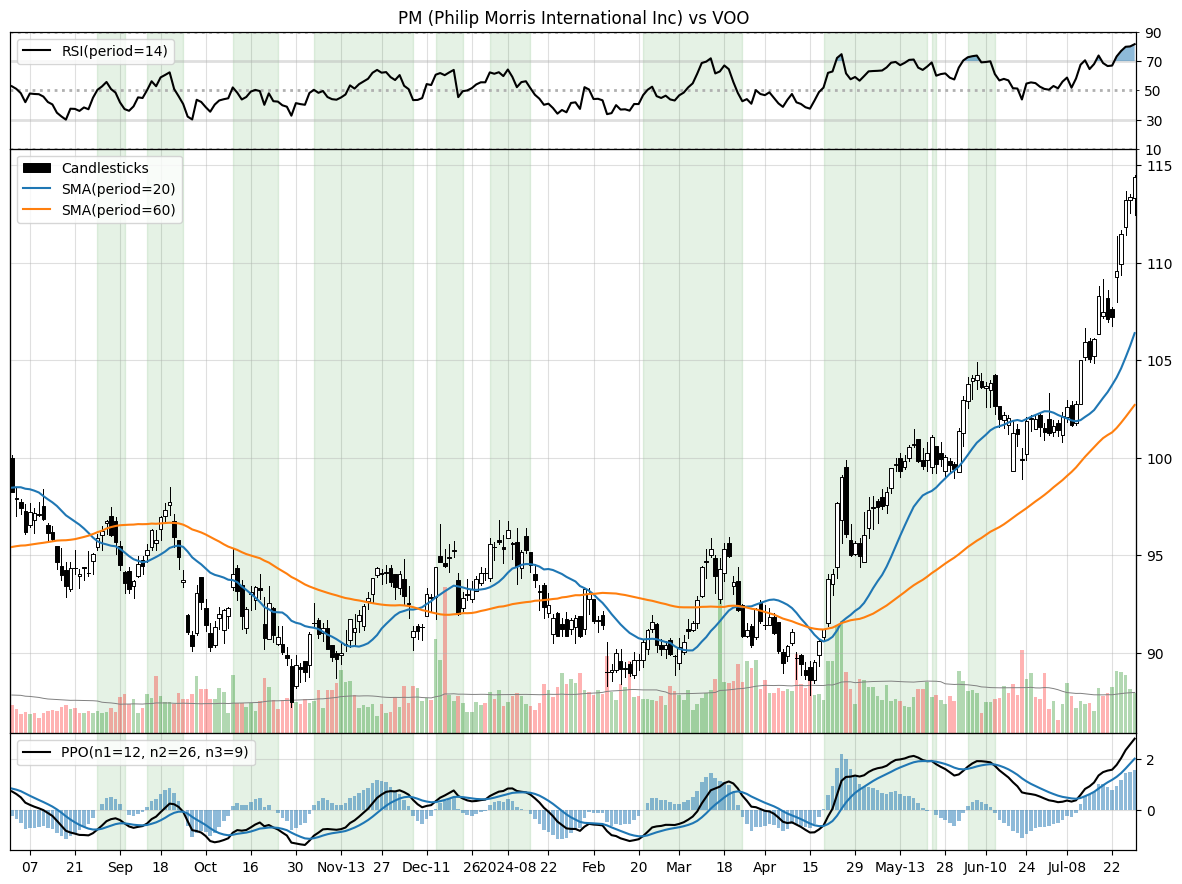 PM (Philip Morris International Inc) vs VOO
RSI(period=14)
90
70
50
30
10
Candlesticks
SMA(period=20)
SMA(period=60)
115
110
105
100
95
90
PPO(n1=12, n2=26, n3=9)
2
0
07 21 Sep 18 Oct 16 30 Nov-13 27 Dec-11 26 2024-08 22 Feb 20 Mar 18 Apr 15 29 May-13 28 Jun-10 24 Jul-08 22